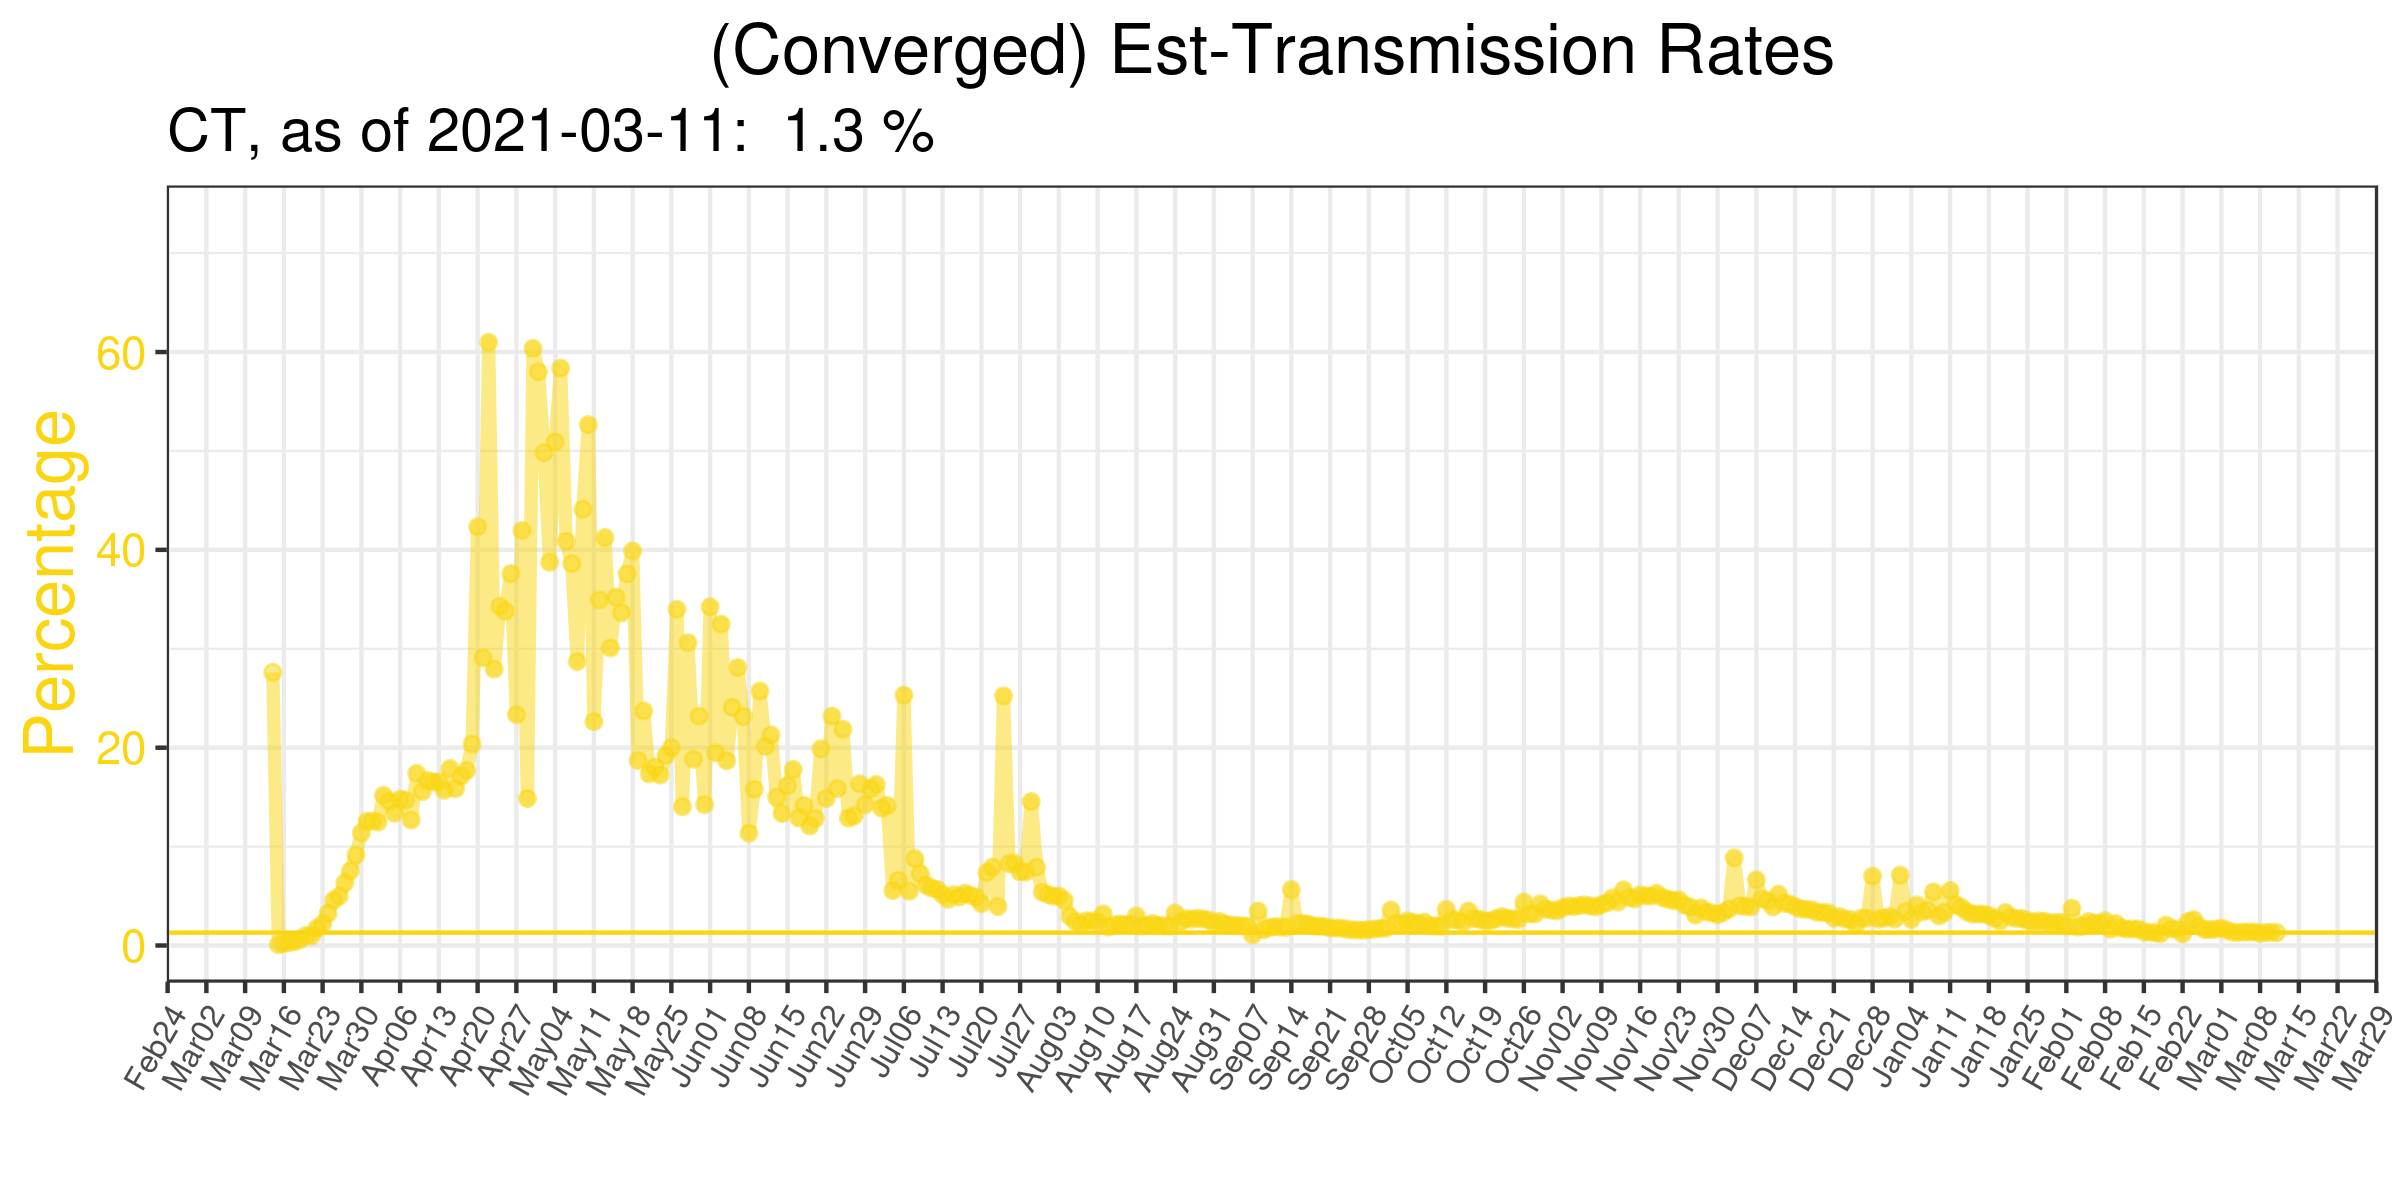 (Converged) Est-Transmission Rates
CT, as of 2021-03-11:  1.3 %
Percentage
60
40
20
0
Feb24
Mar02
Mar09
Mar16
Mar23
Mar30
Apr06
Apr13
Apr20
Apr27
May04
May11
May18
May25
Jun01
Jun08
Jun15
Jun22
Jun29
Jul06
Jul13
Jul20
Jul27
Aug03
Aug10
Aug17
Aug24
Aug31
Sep07
Sep14
Sep21
Sep28
Oct05
Oct12
Oct19
Oct26
Nov02
Nov09
Nov16
Nov23
Nov30
Dec07
Dec14
Dec21
Dec28
Jan04
Jan11
Jan18
Jan25
Feb01
Feb08
Feb15
Feb22
Mar01
Mar08
Mar15
Mar22
Mar29